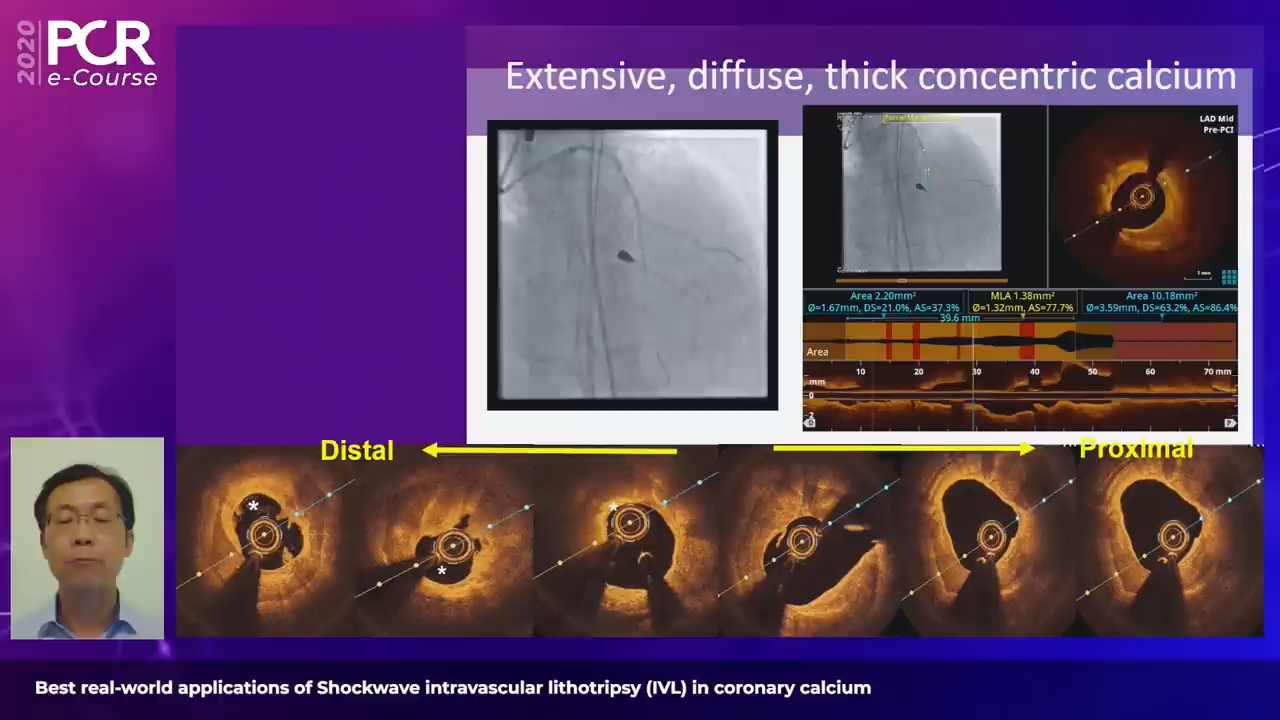 2020
PCR
e-Course
Extensive, diffuse, thick concentric calcium
LAD Mid
Pre-PCI
1 mm
Area 2.20mm²
Ø=1.67mm, DS=21.0%, AS=37.3%
MLA 1.38mm²
Ø=1.32mm, AS=77.7%
Area 10.18mm²
Ø=3.59mm, DS=63.2%, AS=86.4%
39.6 mm
Area
10 20 30 40 50 60 70 mm
mm
0
2
D P
Distal
Proximal
*
*
*
Best real-world applications of Shockwave intravascular lithotripsy (IVL) in coronary calcium